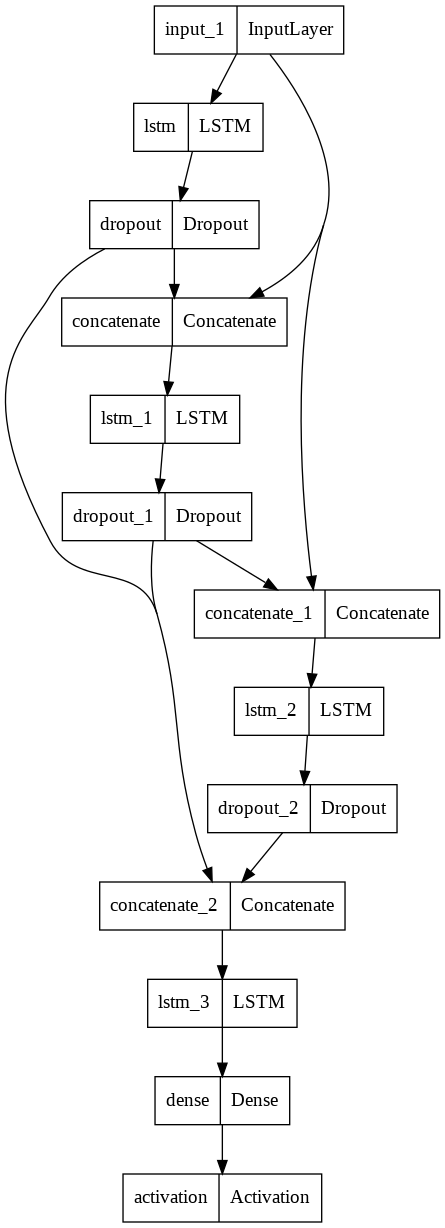 input_1 InputLayer
lstm LSTM
dropout Dropout
concatenate Concatenate
lstm_1 LSTM
dropout_1 Dropout
concatenate_1 Concatenate
lstm_2 LSTM
dropout_2 Dropout
concatenate_2 Concatenate
lstm_3 LSTM
dense Dense
activation Activation